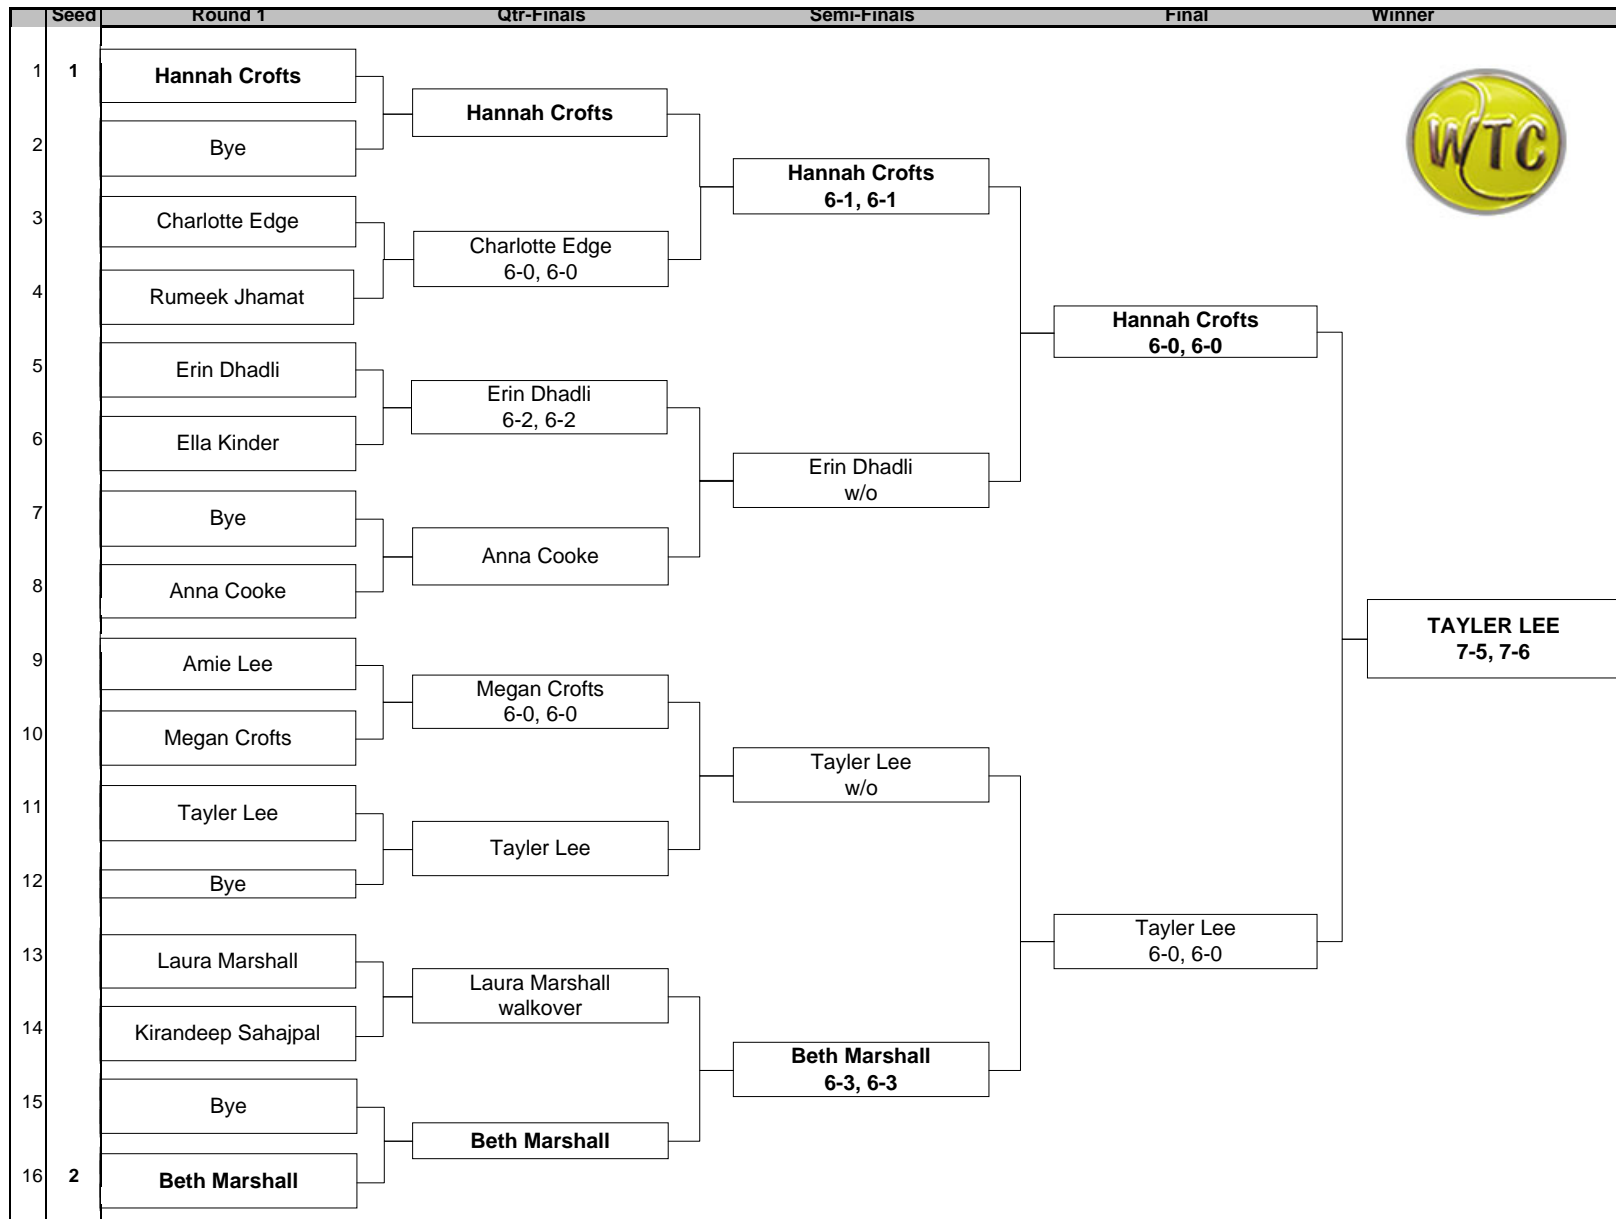 Seed Round 1 Qtr-Finals Semi-Finals Final Winner
1 1 Hannah Crofts
Hannah Crofts
2 Bye
Hannah Crofts
6-1, 6-1
3 Charlotte Edge
Charlotte Edge
6-0, 6-0
4 Rumeek Jhamat
Hannah Crofts
6-0, 6-0
5 Erin Dhadli
Erin Dhadli
6-2, 6-2
6 Ella Kinder
Erin Dhadli
w/o
7 Bye
Anna Cooke
8 Anna Cooke
TAYLER LEE
7-5, 7-6
9 Amie Lee
Megan Crofts
6-0, 6-0
10 Megan Crofts
Tayler Lee
w/o
11 Tayler Lee
Tayler Lee
12 Bye
Tayler Lee
6-0, 6-0
13 Laura Marshall
Laura Marshall
walkover
14 Kirandeep Sahajpal
Beth Marshall
6-3, 6-3
15 Bye
Beth Marshall
16 2 Beth Marshall
WTC